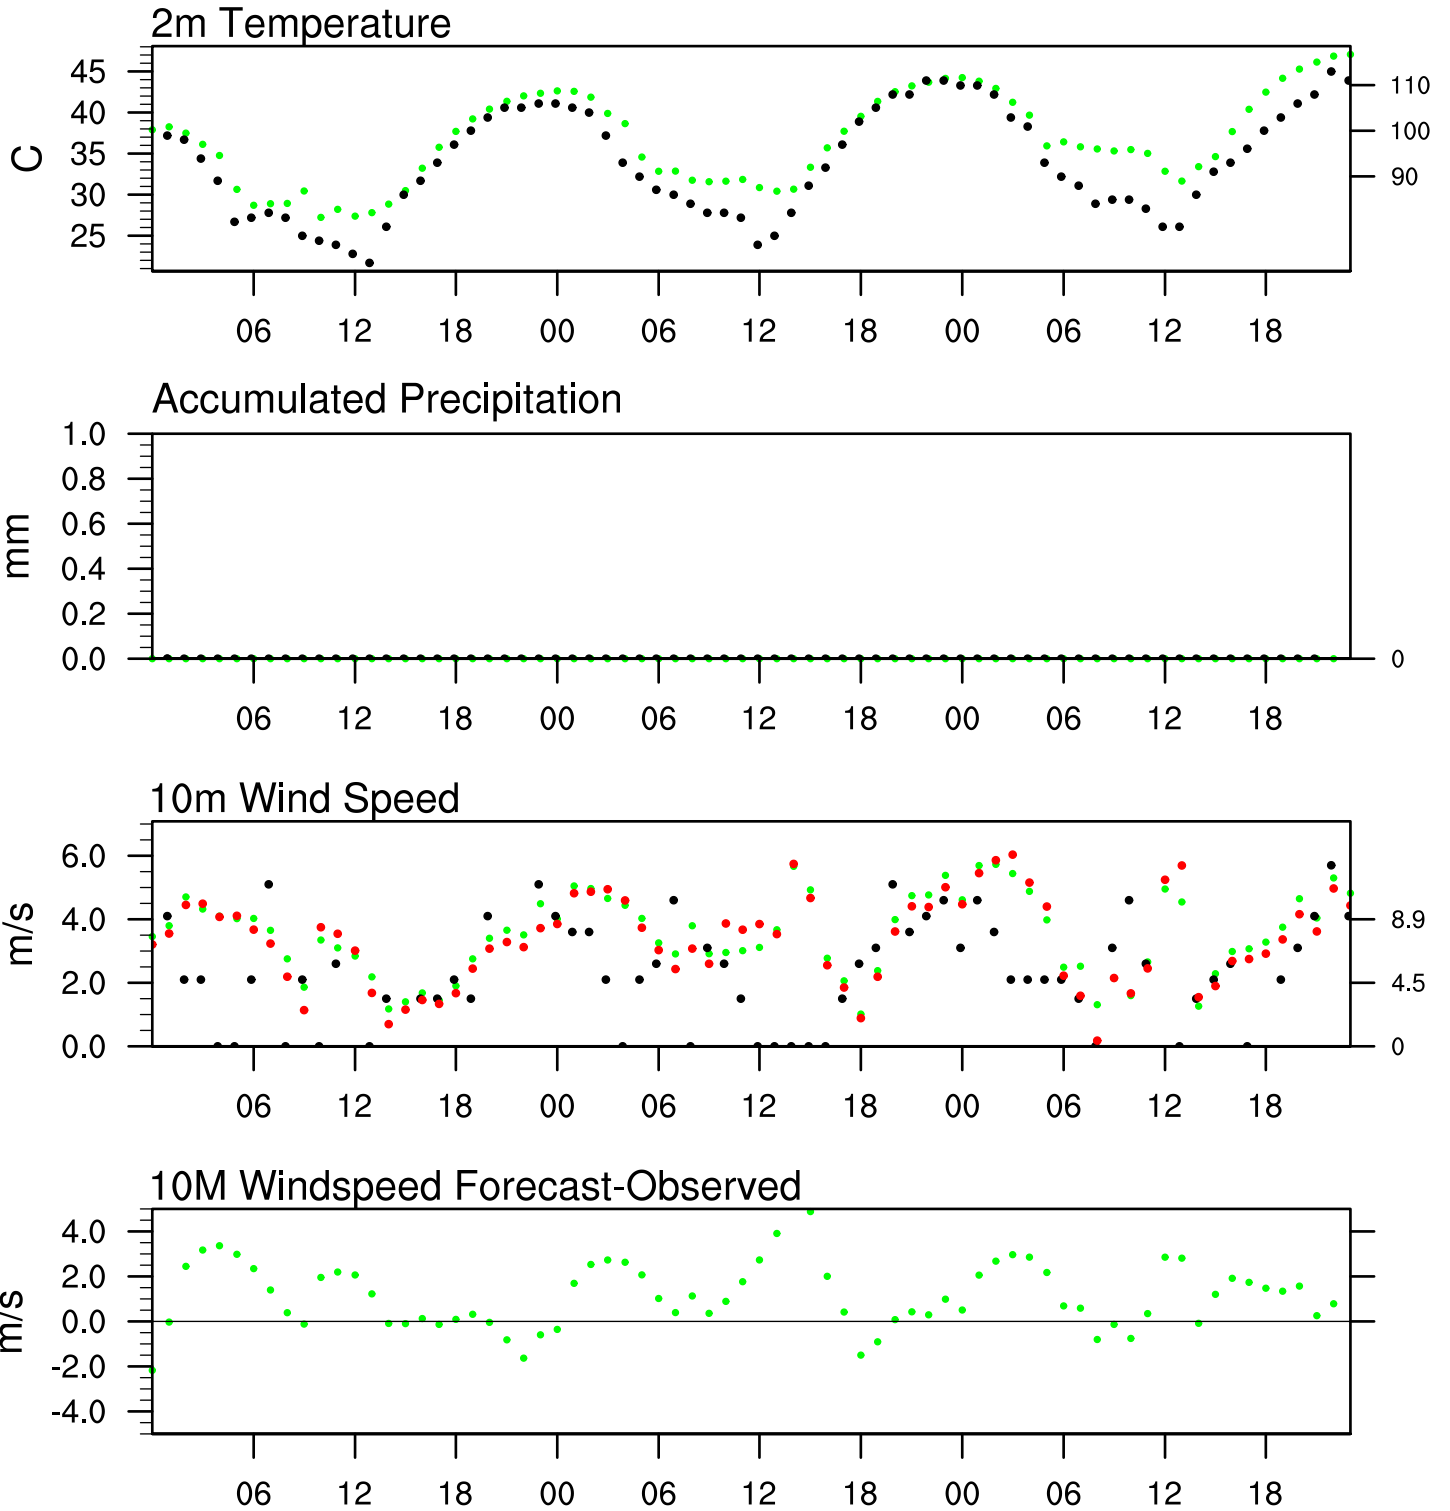 2m Temperature
45
40
35
30
25
C
110
100
90
06 12 18 00 06 12 18 00 06 12 18
Accumulated Precipitation
1.0
0.8
0.6
0.4
0.2
0.0
mm
0
06 12 18 00 06 12 18 00 06 12 18
10m Wind Speed
6.0
4.0
2.0
0.0
m/s
8.9
4.5
0
06 12 18 00 06 12 18 00 06 12 18
10M Windspeed Forecast-Observed
4.0
2.0
0.0
-2.0
-4.0
m/s
06 12 18 00 06 12 18 00 06 12 18